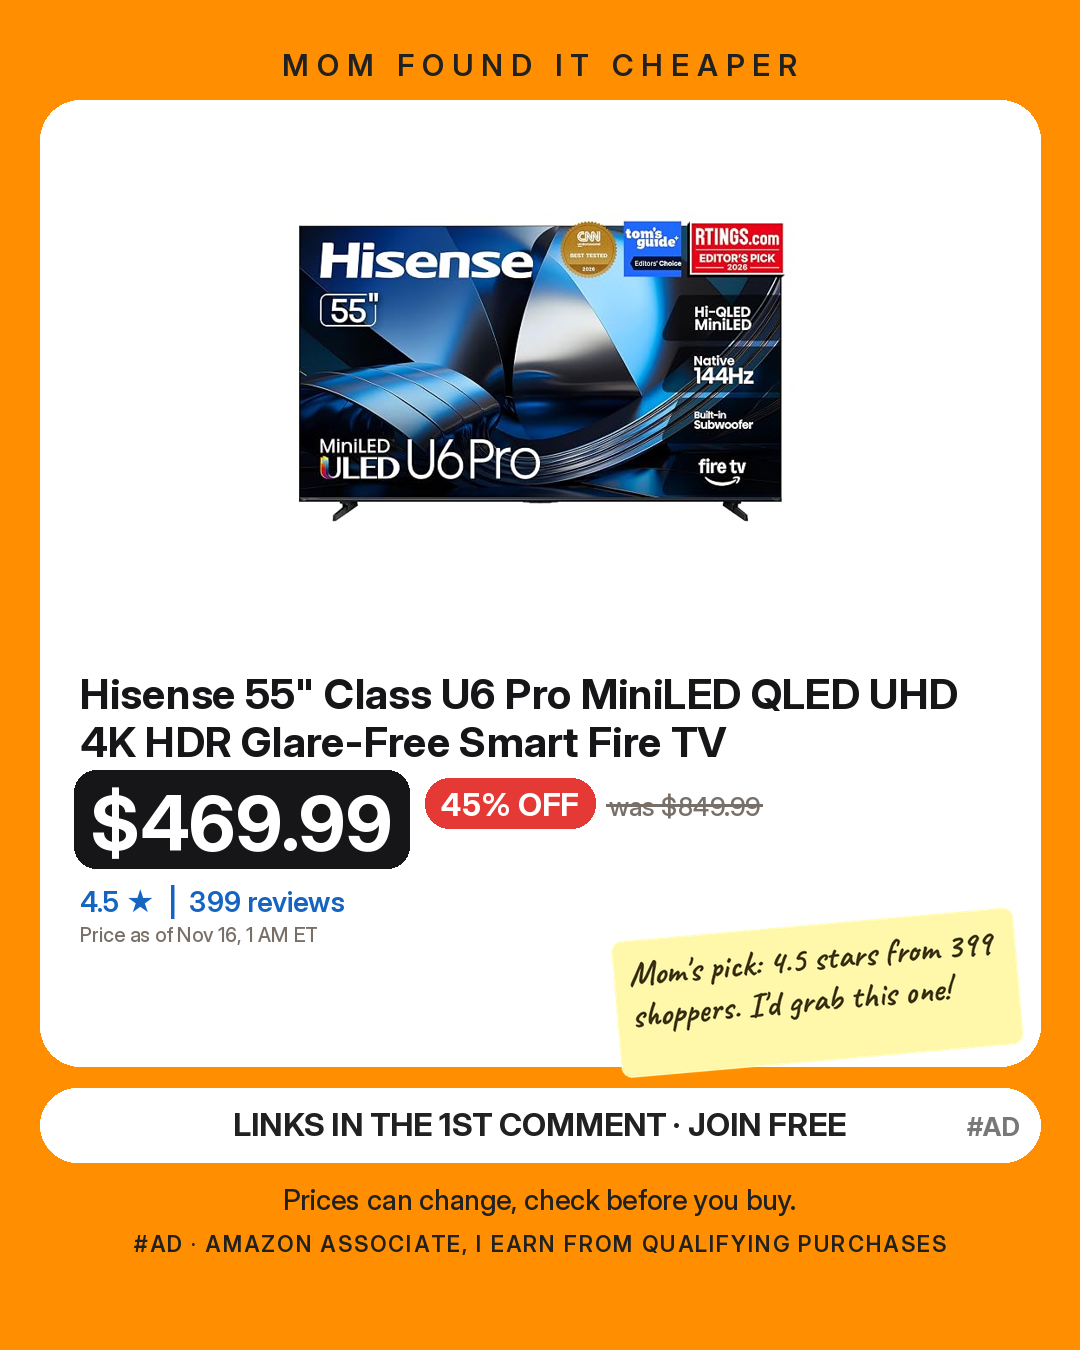 MOM FOUND IT CHEAPER
Hisense
55"
CNN
BEST TESTED
2026
tom's
guide
Editors' Choice
RTINGS.com
EDITOR'S PICK
2026
Hi-QLED
MiniLED
Native
144Hz
Built-in
Subwoofer
fire tv
MiniLED
ULED U6 Pro
Hisense 55" Class U6 Pro MiniLED QLED UHD
4K HDR Glare-Free Smart Fire TV
$469.99 45% OFF was $849.99
4.5 ★ | 399 reviews
Price as of Nov 16, 1 AM ET
Mom's pick: 4.5 stars from 399
shoppers. I'd grab this one!
LINKS IN THE 1ST COMMENT · JOIN FREE #AD
Prices can change, check before you buy.
#AD · AMAZON ASSOCIATE, I EARN FROM QUALIFYING PURCHASES